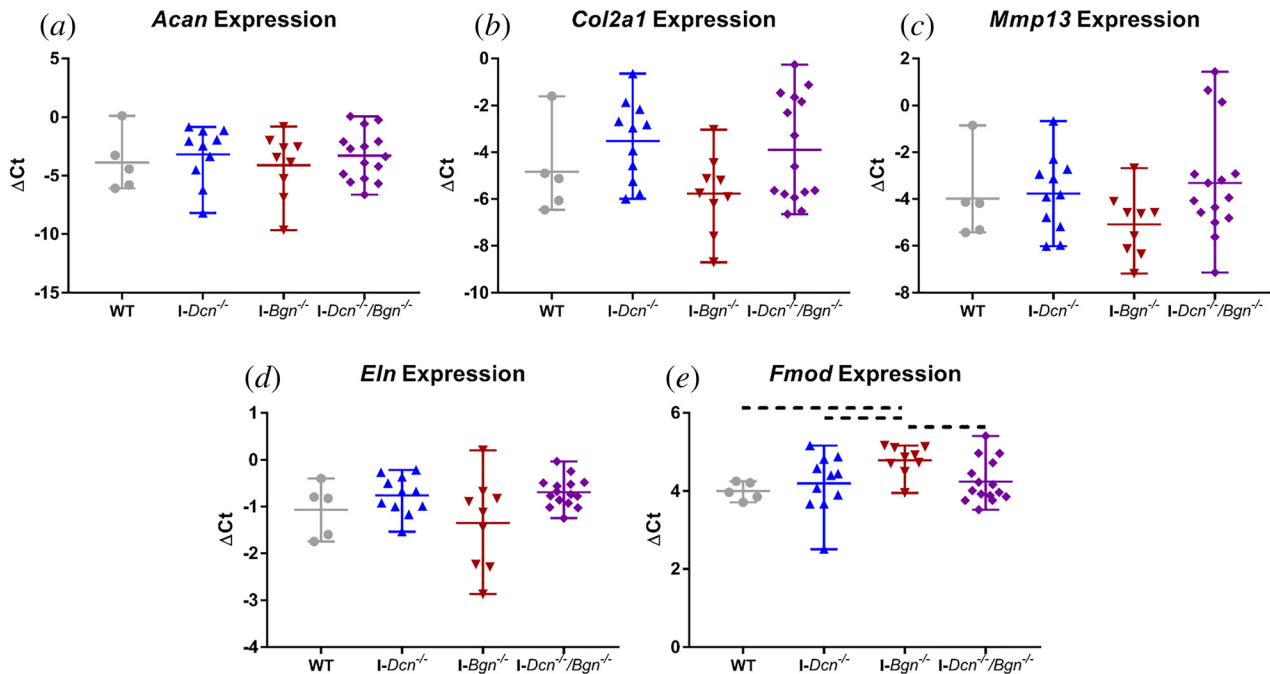 (a) Acan Expression
ΔCt
5
0
-5
-10
-15
WT I-Dcn-/- I-Bgn-/- I-Dcn-/-/Bgn-/-
(b) Col2a1 Expression
ΔCt
0
-2
-4
-6
-8
-10
WT I-Dcn-/- I-Bgn-/- I-Dcn-/-/Bgn-/-
(c) Mmp13 Expression
ΔCt
2
0
-2
-4
-6
-8
WT I-Dcn-/- I-Bgn-/- I-Dcn-/-/Bgn-/-
(d) Eln Expression
ΔCt
1
0
-1
-2
-3
-4
WT I-Dcn-/- I-Bgn-/- I-Dcn-/-/Bgn-/-
(e) Fmod Expression
ΔCt
6
4
2
0
WT I-Dcn-/- I-Bgn-/- I-Dcn-/-/Bgn-/-